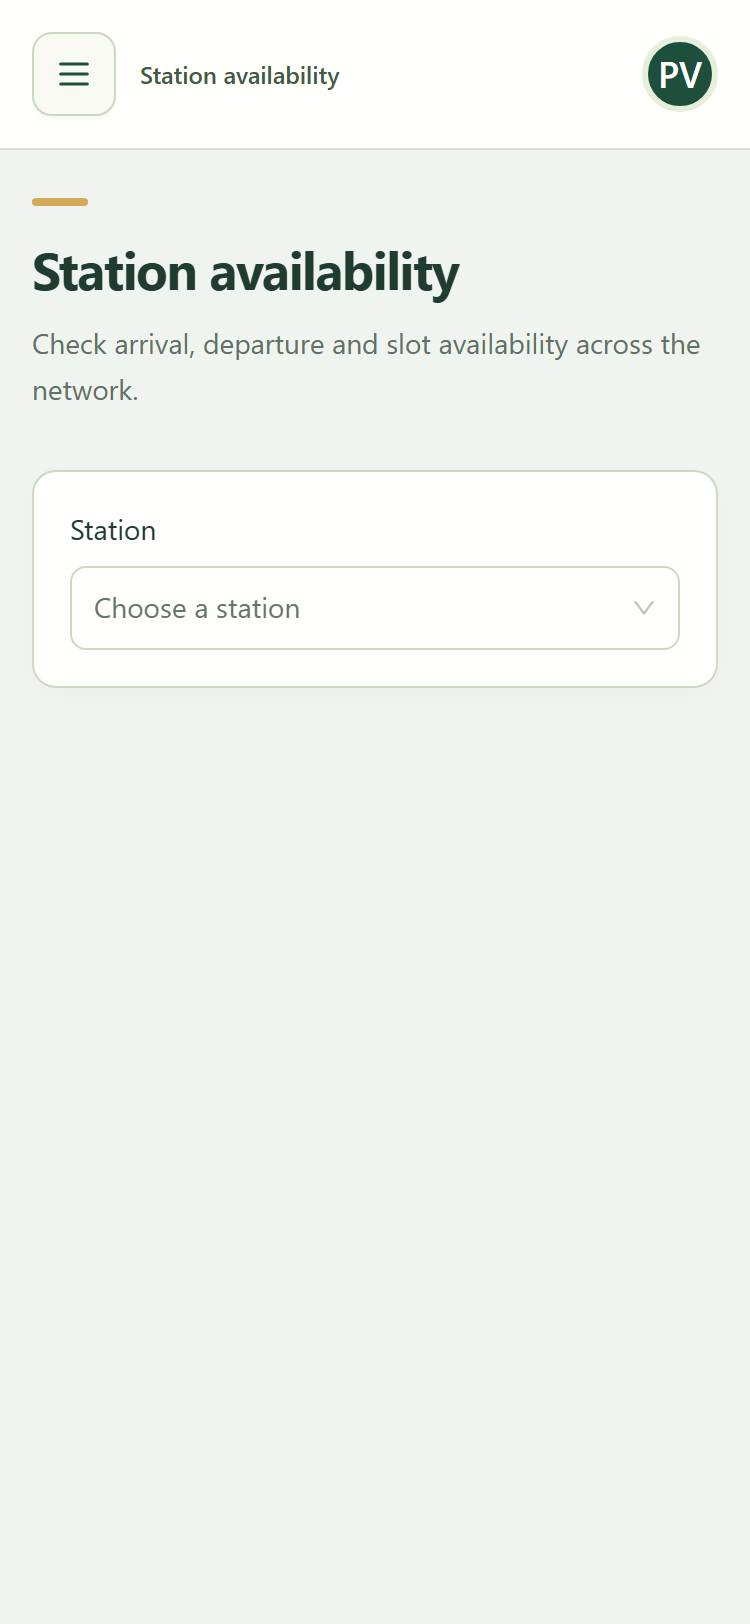 Station availability
PV
Station availability
Check arrival, departure and slot availability across the
network.
Station
Choose a station